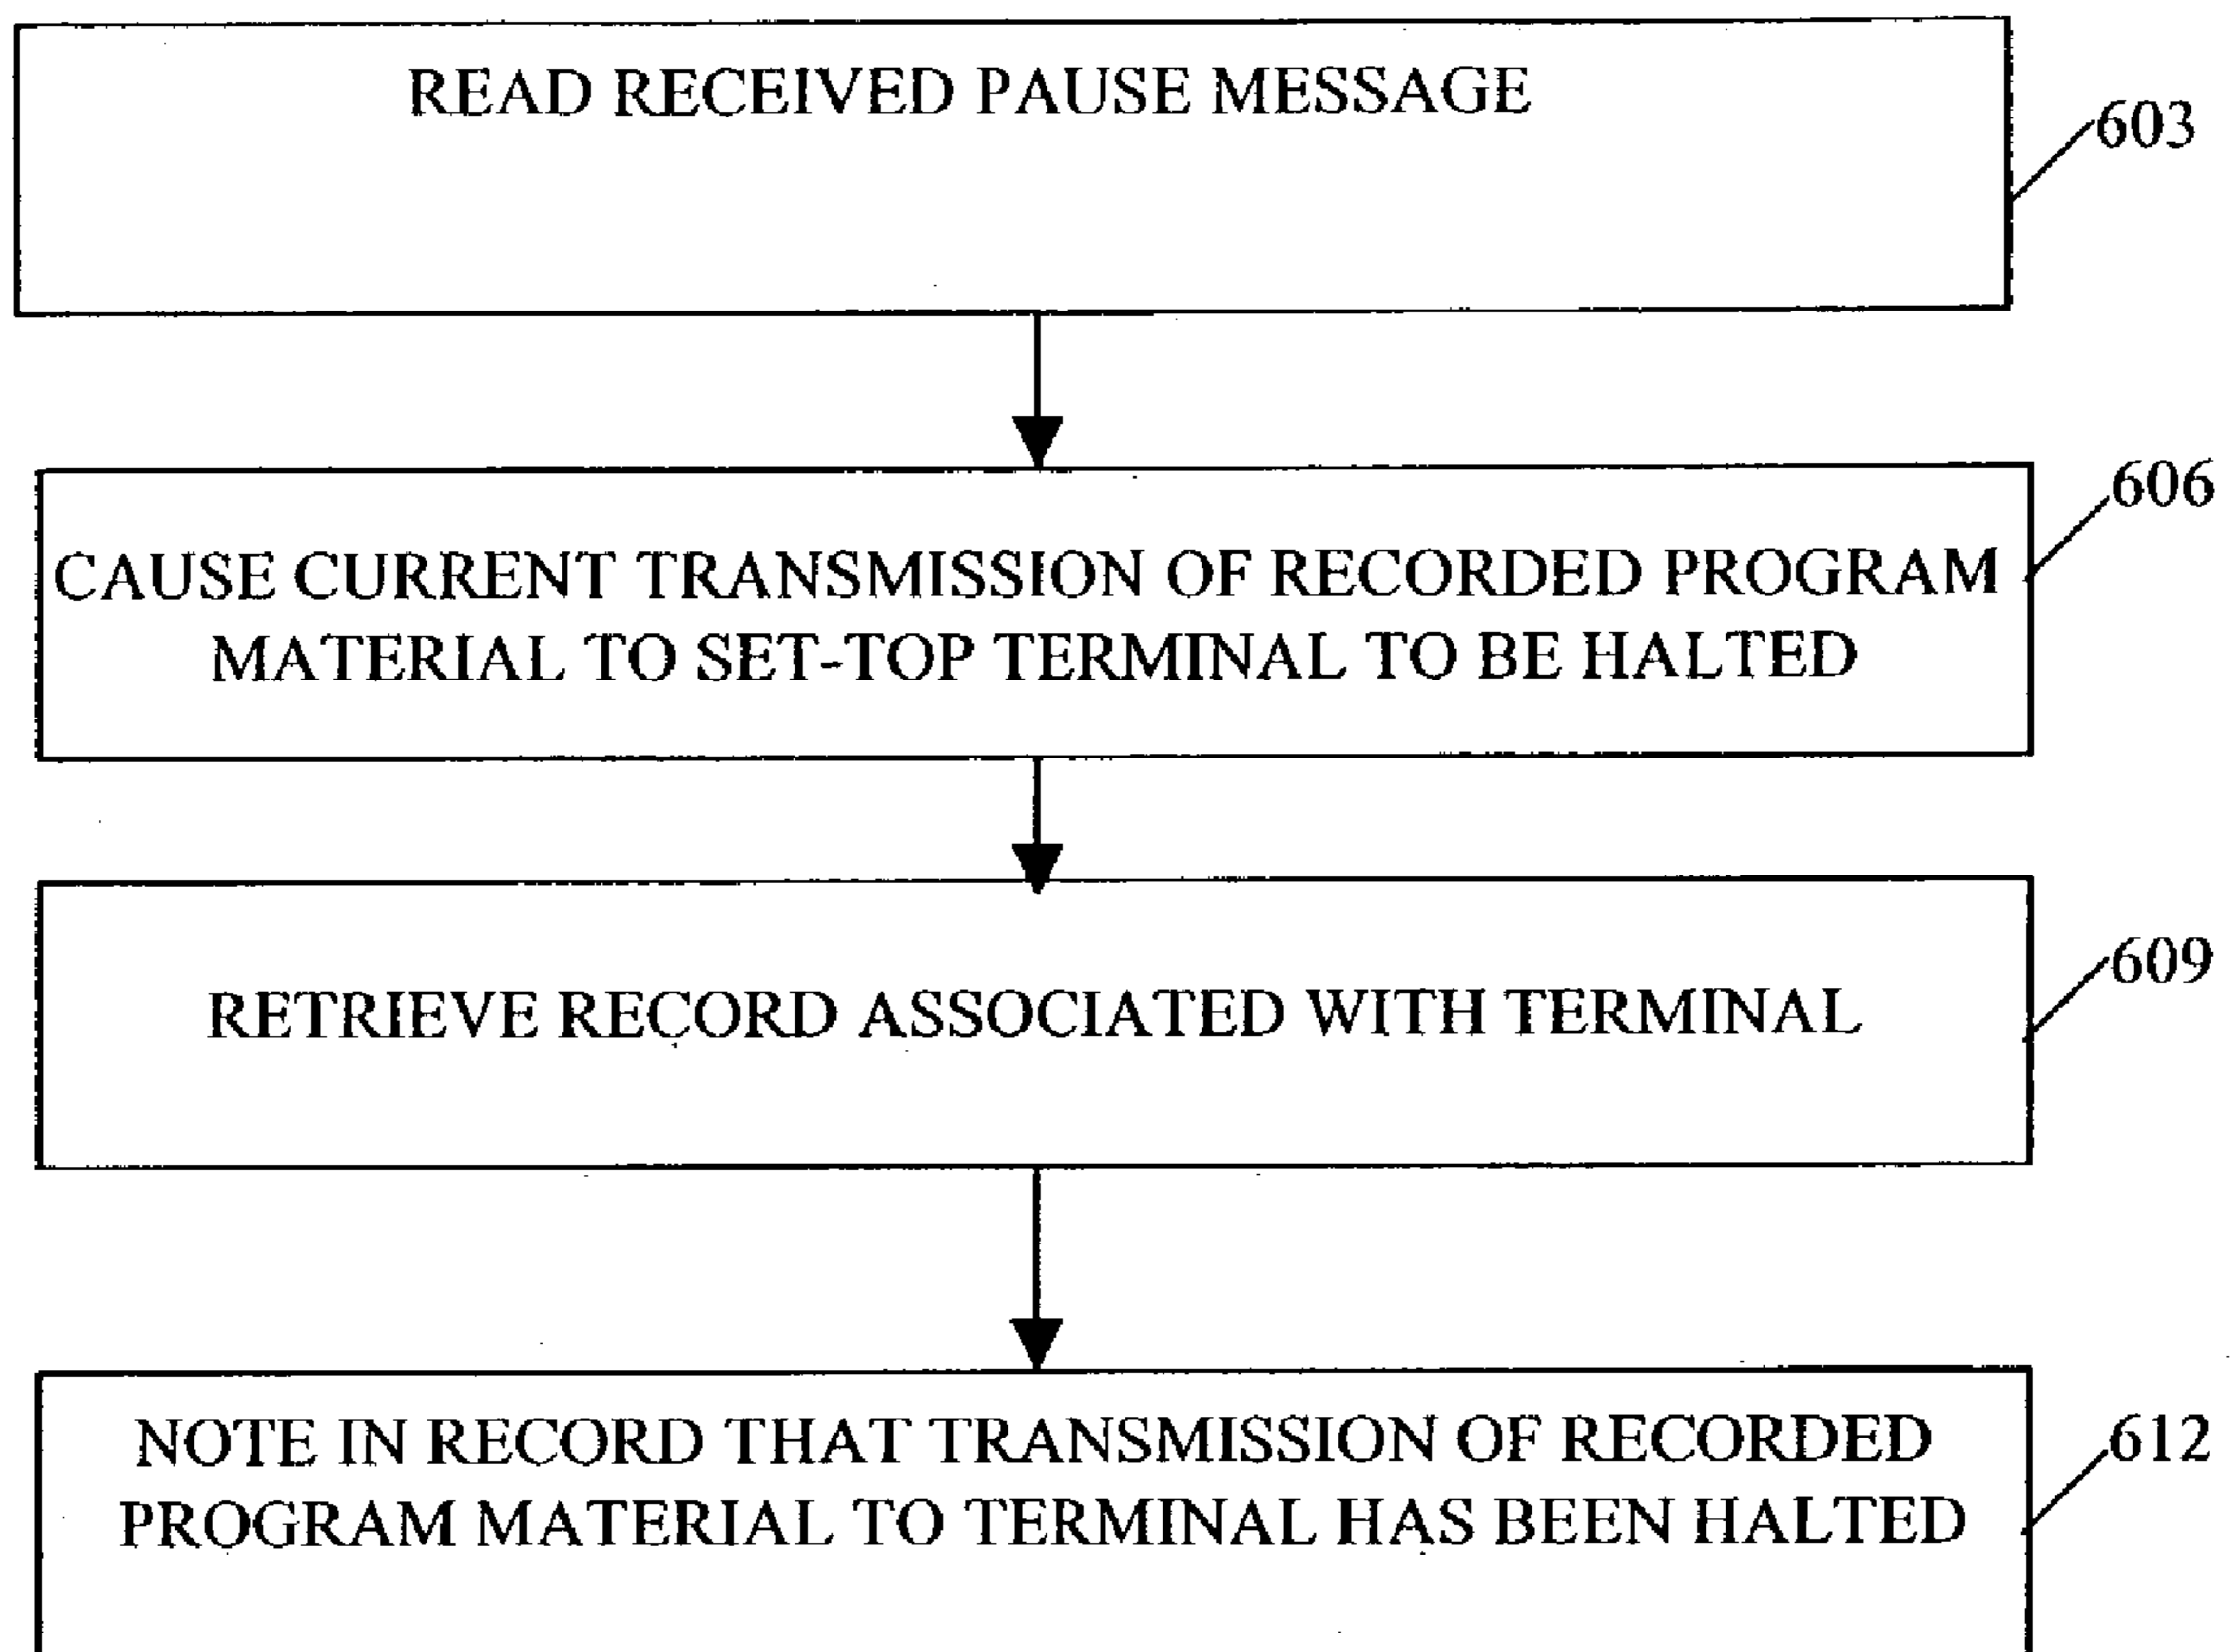 READ RECEIVED PAUSE MESSAGE
603
606
CAUSE CURRENT TRANSMISSION OF RECORDED PROGRAM
MATERIAL TO SET-TOP TERMINAL TO BE HALTED
609
RETRIEVE RECORD ASSOCIATED WITH TERMINAL
NOTE IN RECORD THAT TRANSMISSION OF RECORDED
612
PROGRAM MATERIAL TO TERMINAL HAS BEEN HALTED